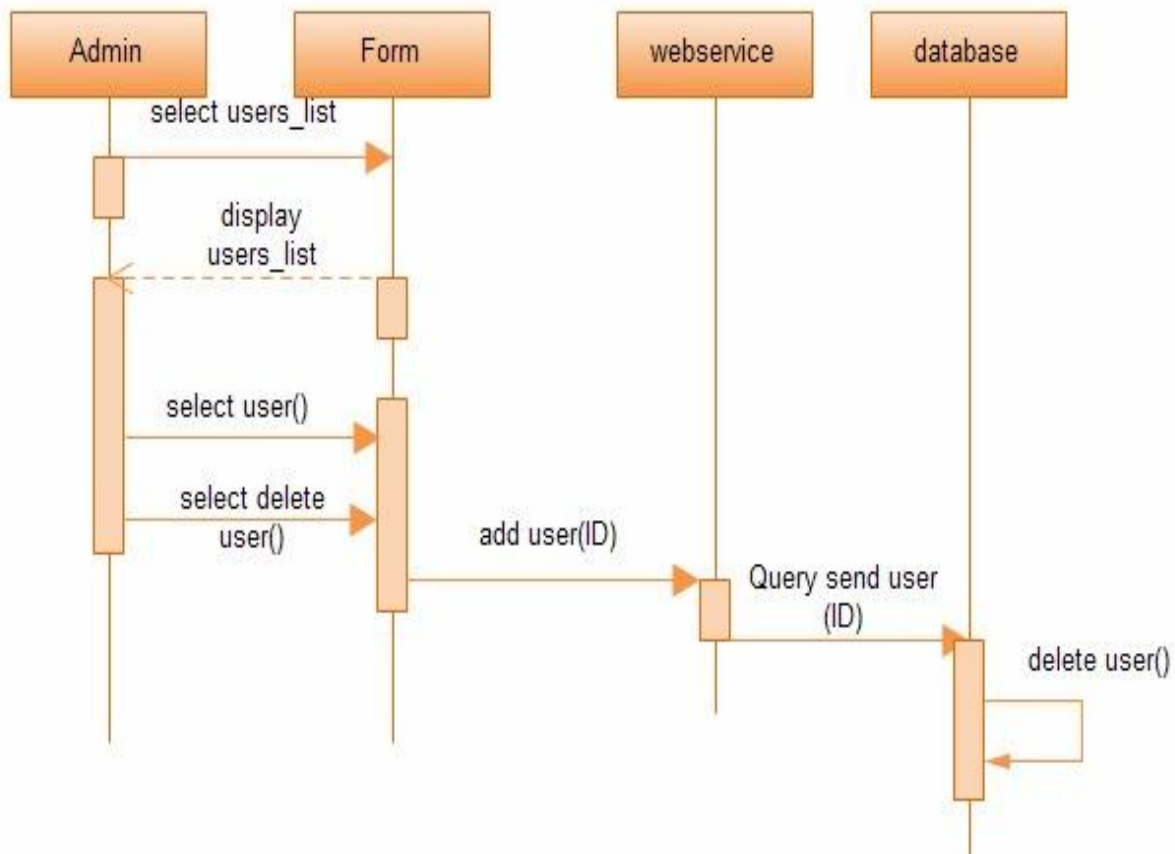 Admin
Form
webservice
database
select users_list
display
users_list
select user()
select delete
user()
add user(ID)
Query send user
(ID)
delete user()